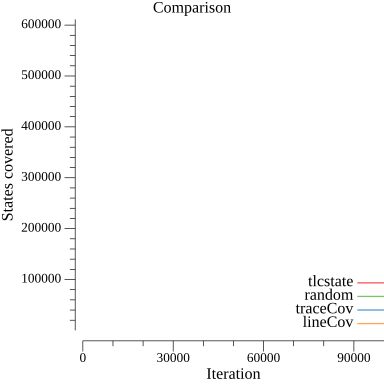 Comparison
600000
500000
400000
300000
200000
100000
States covered
tlcstate
random
traceCov
lineCov
0 30000 60000 90000
Iteration